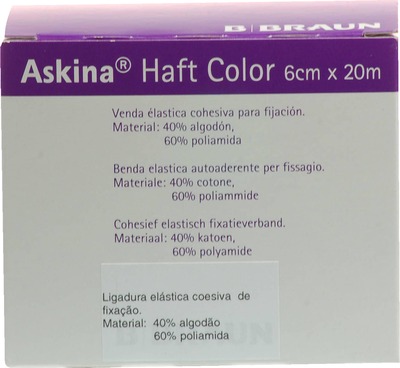 B BRAUN
Askina® Haft Color 6cm x 20m
Venda élastica cohesiva para fijación.
Material: 40% algodón,
60% poliamida
Benda elastica autoaderente per fissagio.
Materiale: 40% cotone,
60% poliammide
Cohesief elastisch fixatieverband.
Materiaal: 40% katoen,
60% polyamide
Ligadura elástica coesiva de
fixação.
Material: 40% algodão
60% poliamida
B BRAUN